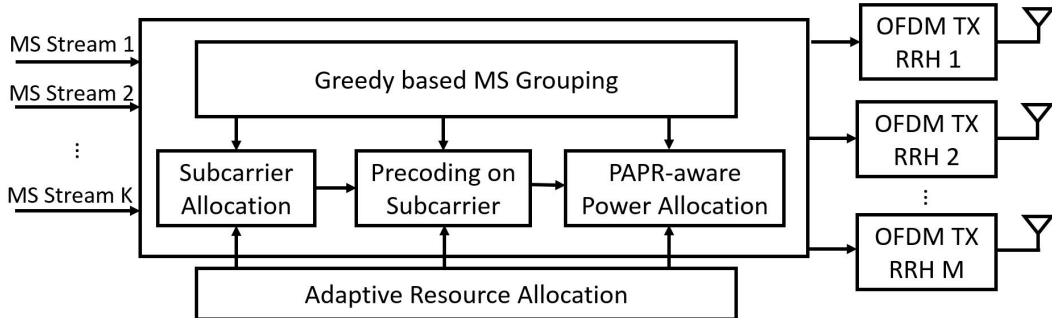 MS Stream 1
MS Stream 2
⋮
MS Stream K
Greedy based MS Grouping
Subcarrier
Allocation
Precoding on
Subcarrier
PAPR-aware
Power Allocation
Adaptive Resource Allocation
OFDM TX
RRH 1
OFDM TX
RRH 2
⋮
OFDM TX
RRH M